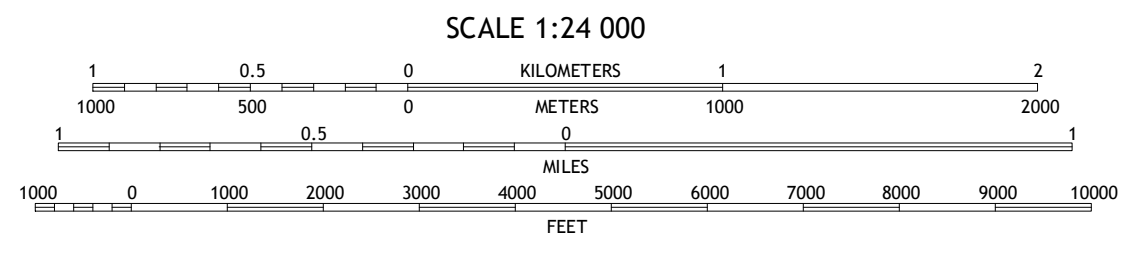 SCALE 1:24 000
1 0.5 0 KILOMETERS 1 2
1000 500 0 METERS 1000 2000
1 0.5 0 1
MILES
1000 0 1000 2000 3000 4000 5000 6000 7000 8000 9000 10000
FEET